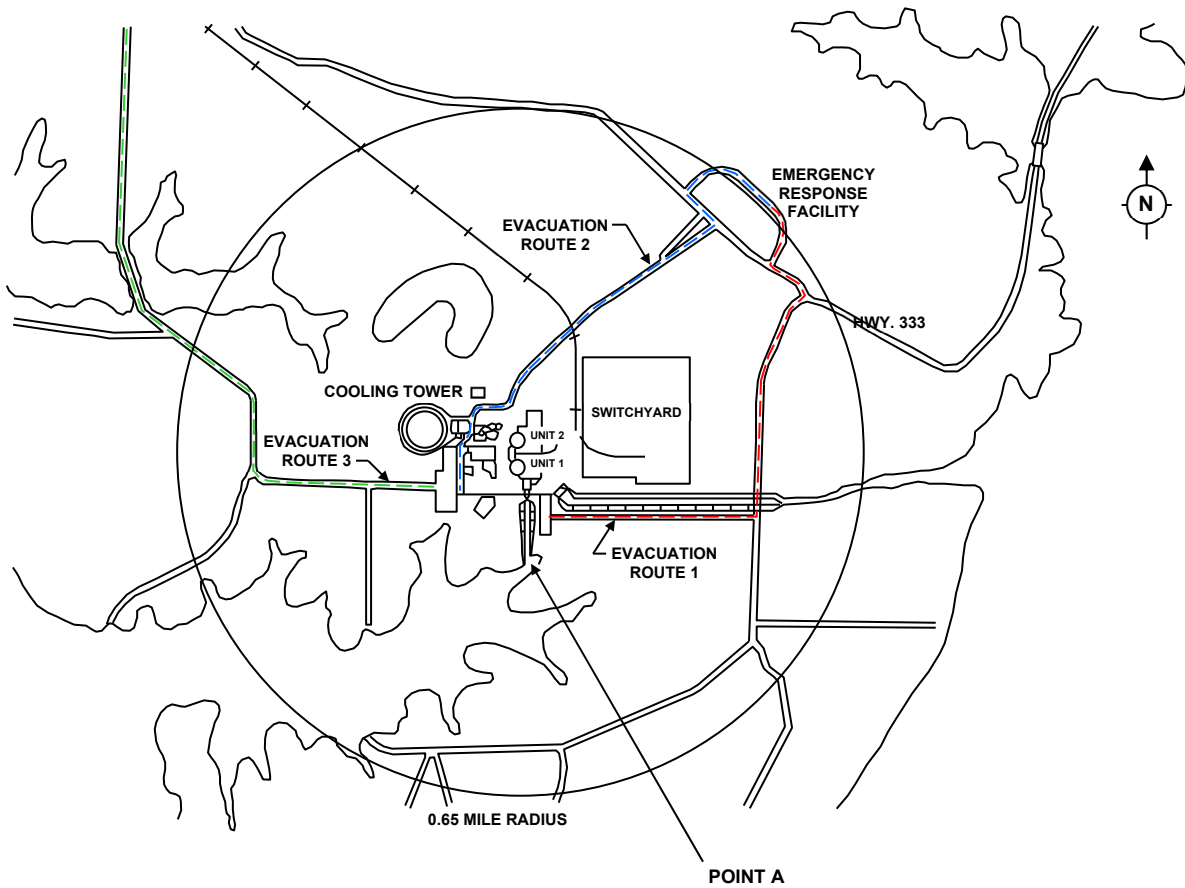 EMERGENCY
RESPONSE
FACILITY
N
EVACUATION
ROUTE 2
HWY. 333
COOLING TOWER
SWITCHYARD
UNIT 2
EVACUATION
ROUTE 3
UNIT 1
EVACUATION
ROUTE 1
0.65 MILE RADIUS
POINT A